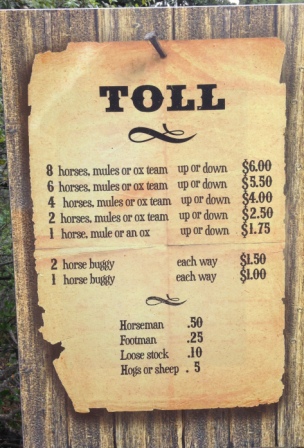 TOLL
8 horses, mules or ox team up or down $6.00
6 horses, mules or ox team up or down $5.50
4 horses, mules or ox team up or down $4.00
2 horses, mules or ox team up or down $2.50
1 horse, mule or an ox up or down $1.75
2 horse buggy each way $1.50
1 horse buggy each way $1.00
Horseman .50
Footman .25
Loose stock .10
Hogs or sheep . 5